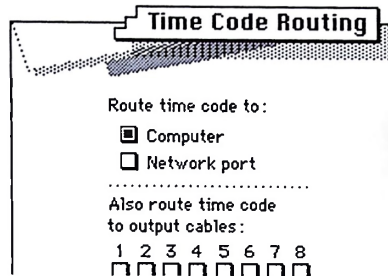 Time Code Routing
Route time code to:
Computer
Network port
Also route time code
to output cables:
1 2 3 4 5 6 7 8